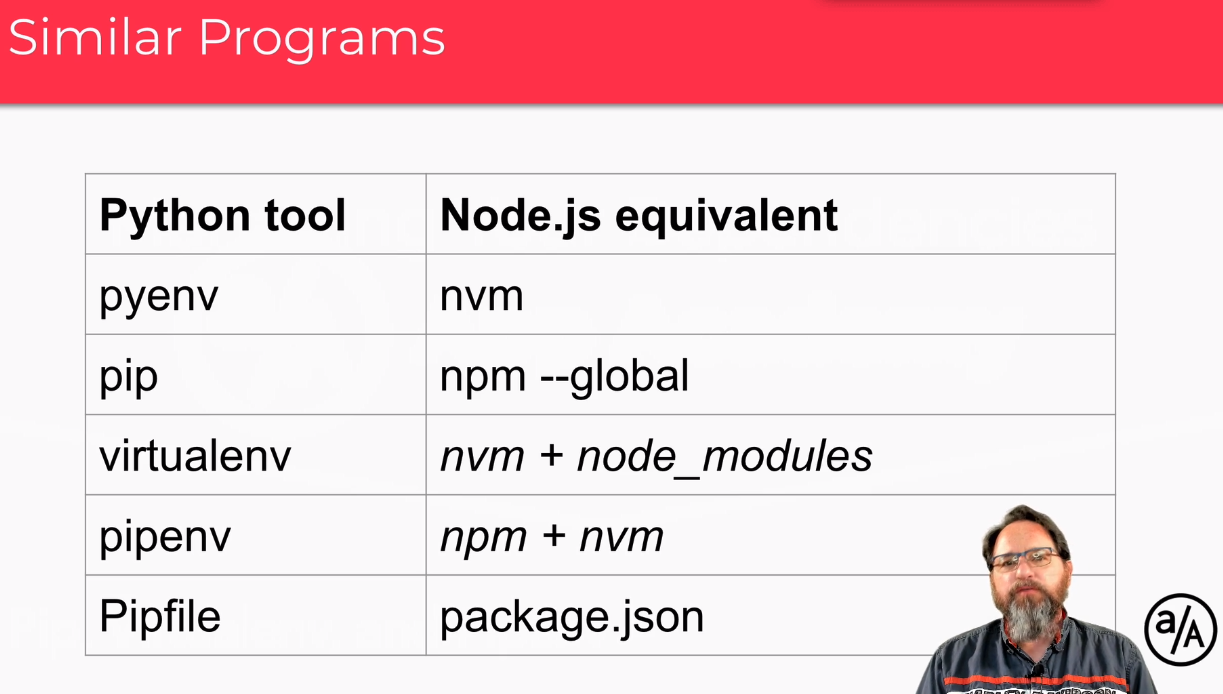 Similar Programs
Python tool Node.js equivalent
pyenv nvm
pip npm --global
virtualenv nvm + node_modules
pipenv npm + nvm
Pipfile package.json
a/A